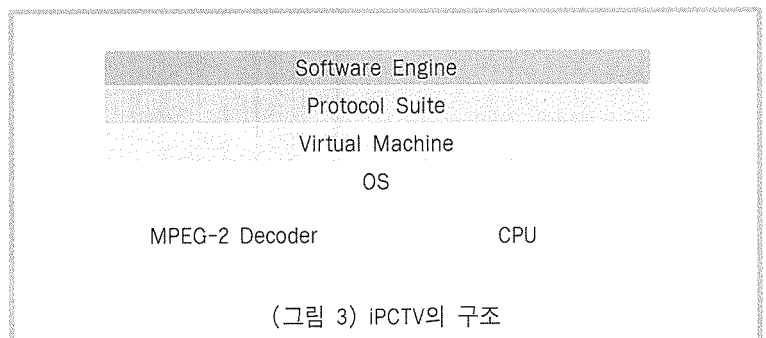 Software Engine
Protocol Suite
Virtual Machine
OS
MPEG-2 Decoder CPU
(그림 3) iPCTV의 구조